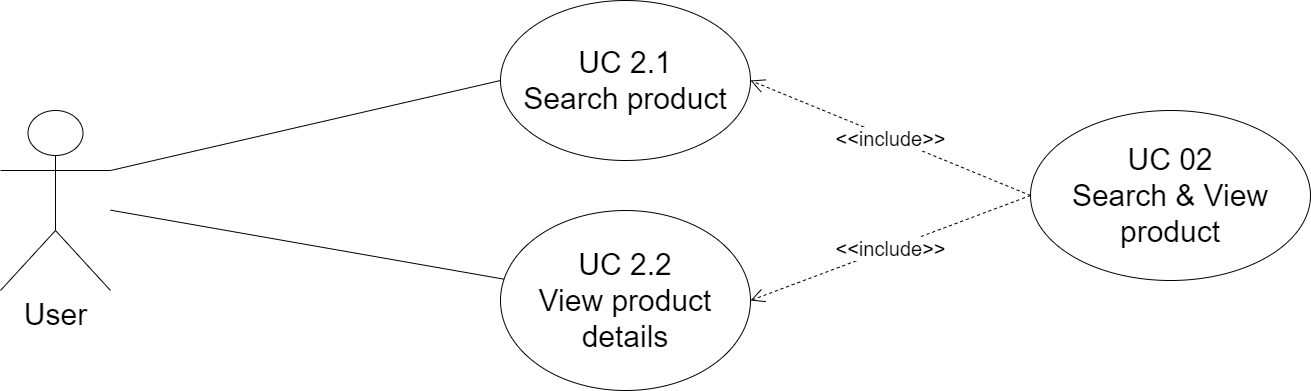 UC 2.1
Search product
<<include>>
UC 02
Search & View
product
<<include>>
UC 2.2
View product
details
User